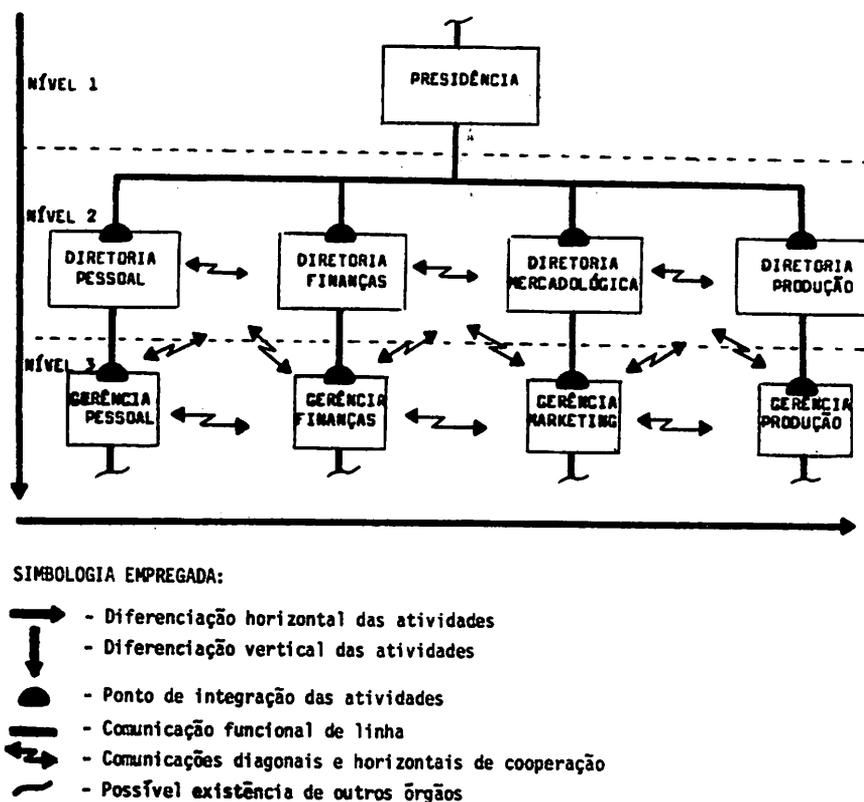 NÍVEL 1
PRESIDÊNCIA
NÍVEL 2
DIRETORIA
PESSOAL
DIRETORIA
FINANÇAS
DIRETORIA
MERCADOLÓGICA
DIRETORIA
PRODUÇÃO
NÍVEL 3
GERÊNCIA
PESSOAL
GERÊNCIA
FINANÇAS
GERÊNCIA
MARKETING
GERÊNCIA
PRODUÇÃO
SIMBOLOGIA EMPREGADA:
- Diferenciação horizontal das atividades
- Diferenciação vertical das atividades
- Ponto de integração das atividades
- Comunicação funcional de linha
- Comunicações diagonais e horizontais de cooperação
- Possível existência de outros órgãos